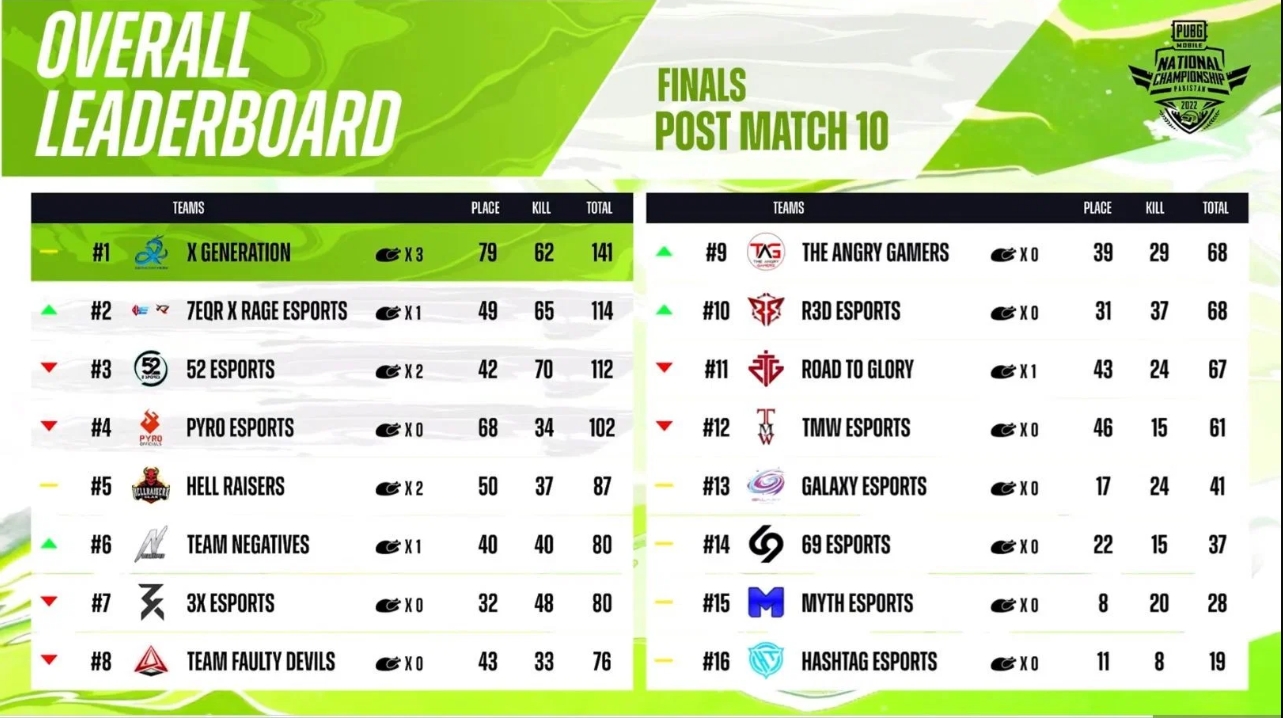 OVERALL
LEADERBOARD
FINALS
POST MATCH 10
PUBG
MOBILE
NATIONAL
CHAMPIONSHIP
PAKISTAN
2022
TEAMS PLACE KILL TOTAL
#1 X GENERATION X 3 79 62 141
#2 7EQR X RAGE ESPORTS X 1 49 65 114
#3 52 52 ESPORTS X 2 42 70 112
#4 PYRO PYRO ESPORTS X 0 68 34 102
#5 HELLRAISERS HELL RAISERS X 2 50 37 87
#6 TEAM NEGATIVES X 1 40 40 80
#7 3X ESPORTS X 0 32 48 80
#8 TEAM FAULTY DEVILS X 0 43 33 76
TEAMS PLACE KILL TOTAL
#9 TAG THE ANGRY GAMERS X 0 39 29 68
#10 R3D ESPORTS X 0 31 37 68
#11 ROAD TO GLORY X 1 43 24 67
#12 TMW TMW ESPORTS X 0 46 15 61
#13 GALAXY ESPORTS X 0 17 24 41
#14 69 ESPORTS X 0 22 15 37
#15 MYTH ESPORTS X 0 8 20 28
#16 HASHTAG ESPORTS X 0 11 8 19